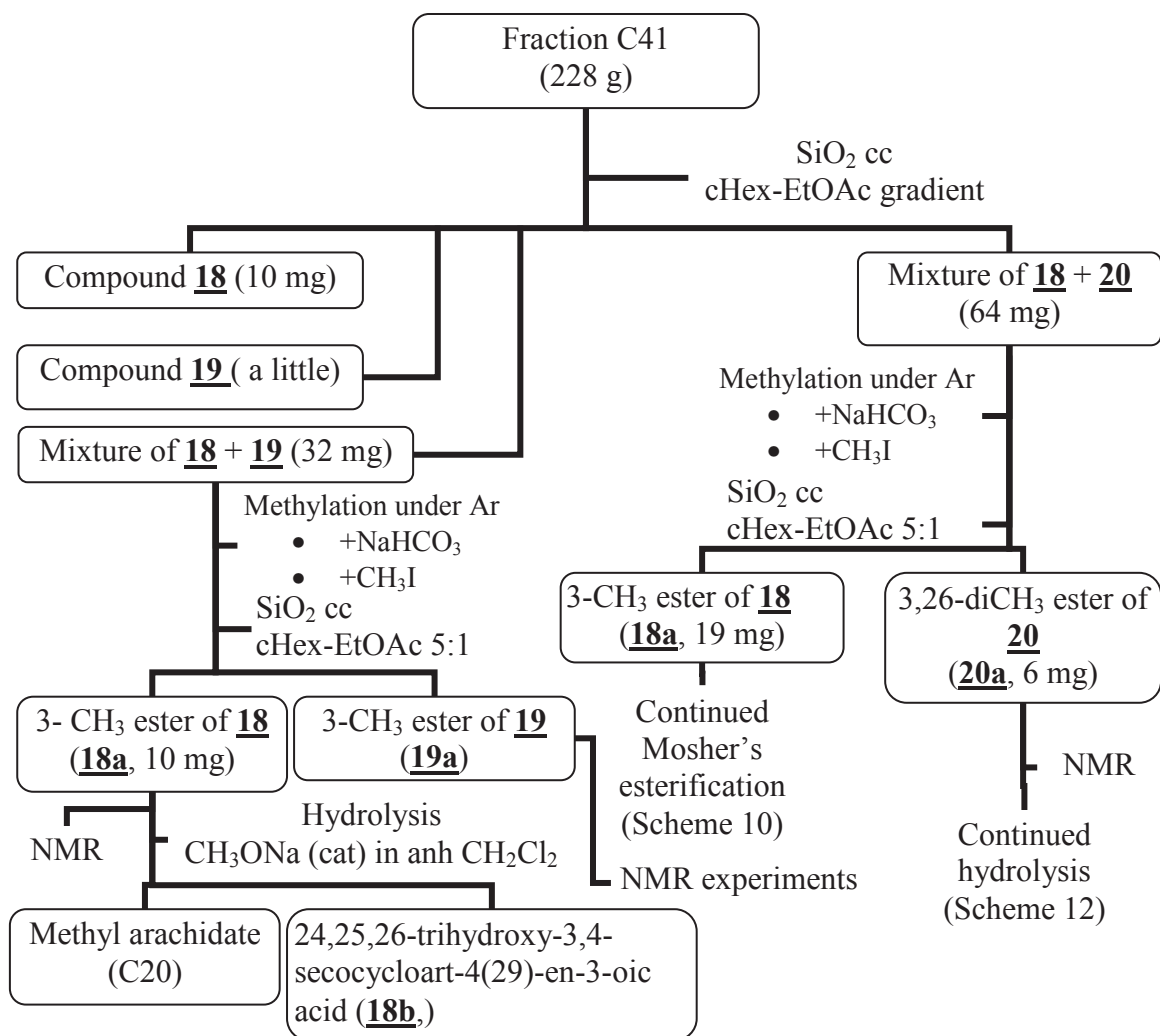 Fraction C41
(228 g)
SiO₂ cc
cHex-EtOAc gradient
Compound 18 (10 mg)
Compound 19 ( a little)
Mixture of 18 + 19 (32 mg)
Mixture of 18 + 20
(64 mg)
Methylation under Ar
• +NaHCO₃
• +CH₃I
SiO₂ cc
cHex-EtOAc 5:1
Methylation under Ar
• +NaHCO₃
• +CH₃I
SiO₂ cc
cHex-EtOAc 5:1
3- CH₃ ester of 18
(18a, 10 mg)
3-CH₃ ester of 19
(19a)
3-CH₃ ester of 18
(18a, 19 mg)
3,26-diCH₃ ester of
20
(20a, 6 mg)
NMR
Hydrolysis
CH₃ONa (cat) in anh CH₂Cl₂
NMR experiments
Continued
Mosher's
esterification
(Scheme 10)
NMR
Continued
hydrolysis
(Scheme 12)
Methyl arachidate
(C20)
24,25,26-trihydroxy-3,4-
secocycloart-4(29)-en-3-oic
acid (18b,)